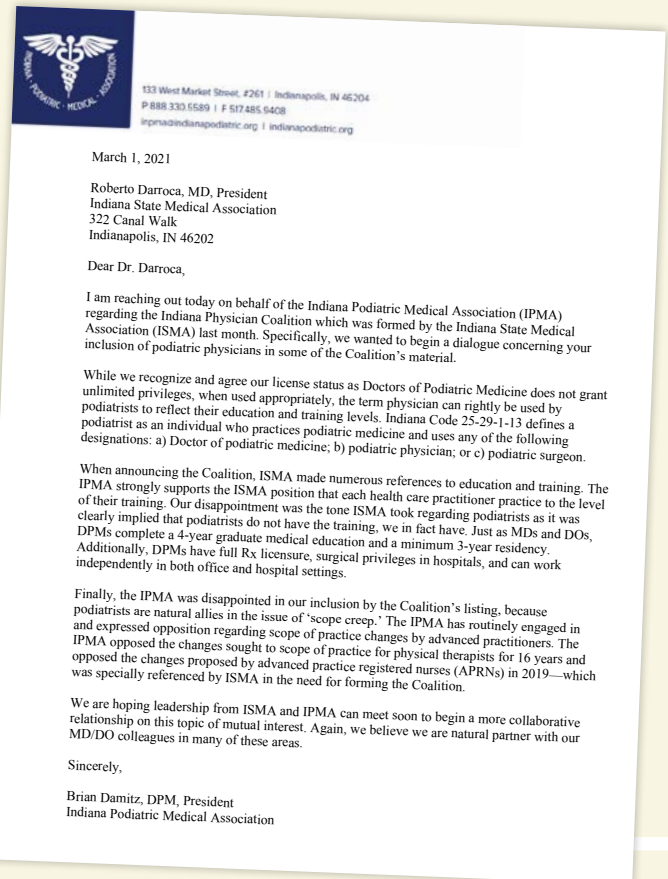 INDIANA · PODIATRIC · MEDICAL · ASSOCIATION
133 West Market Street, #261 | Indianapolis, IN 46204
P 888.330.5589 | F 517.485.9408
inpma@indianapodiatric.org | indianapodiatric.org
March 1, 2021
Roberto Darroca, MD, President
Indiana State Medical Association
322 Canal Walk
Indianapolis, IN 46202
Dear Dr. Darroca,
I am reaching out today on behalf of the Indiana Podiatric Medical Association (IPMA)
regarding the Indiana Physician Coalition which was formed by the Indiana State Medical
Association (ISMA) last month. Specifically, we wanted to begin a dialogue concerning your
inclusion of podiatric physicians in some of the Coalition's material.
While we recognize and agree our license status as Doctors of Podiatric Medicine does not grant
unlimited privileges, when used appropriately, the term physician can rightly be used by
podiatrists to reflect their education and training levels. Indiana Code 25-29-1-13 defines a
podiatrist as an individual who practices podiatric medicine and uses any of the following
designations: a) Doctor of podiatric medicine; b) podiatric physician; or c) podiatric surgeon.
When announcing the Coalition, ISMA made numerous references to education and training. The
IPMA strongly supports the ISMA position that each health care practitioner practice to the level
of their training. Our disappointment was the tone ISMA took regarding podiatrists as it was
clearly implied that podiatrists do not have the training, we in fact have. Just as MDs and DOs,
DPMs complete a 4-year graduate medical education and a minimum 3-year residency.
Additionally, DPMs have full Rx licensure, surgical privileges in hospitals, and can work
independently in both office and hospital settings.
Finally, the IPMA was disappointed in our inclusion by the Coalition's listing, because
podiatrists are natural allies in the issue of 'scope creep.' The IPMA has routinely engaged in
and expressed opposition regarding scope of practice changes by advanced practitioners. The
IPMA opposed the changes sought to scope of practice for physical therapists for 16 years and
opposed the changes proposed by advanced practice registered nurses (APRNs) in 2019—which
was specially referenced by ISMA in the need for forming the Coalition.
We are hoping leadership from ISMA and IPMA can meet soon to begin a more collaborative
relationship on this topic of mutual interest. Again, we believe we are natural partner with our
MD/DO colleagues in many of these areas.
Sincerely,
Brian Damitz, DPM, President
Indiana Podiatric Medical Association